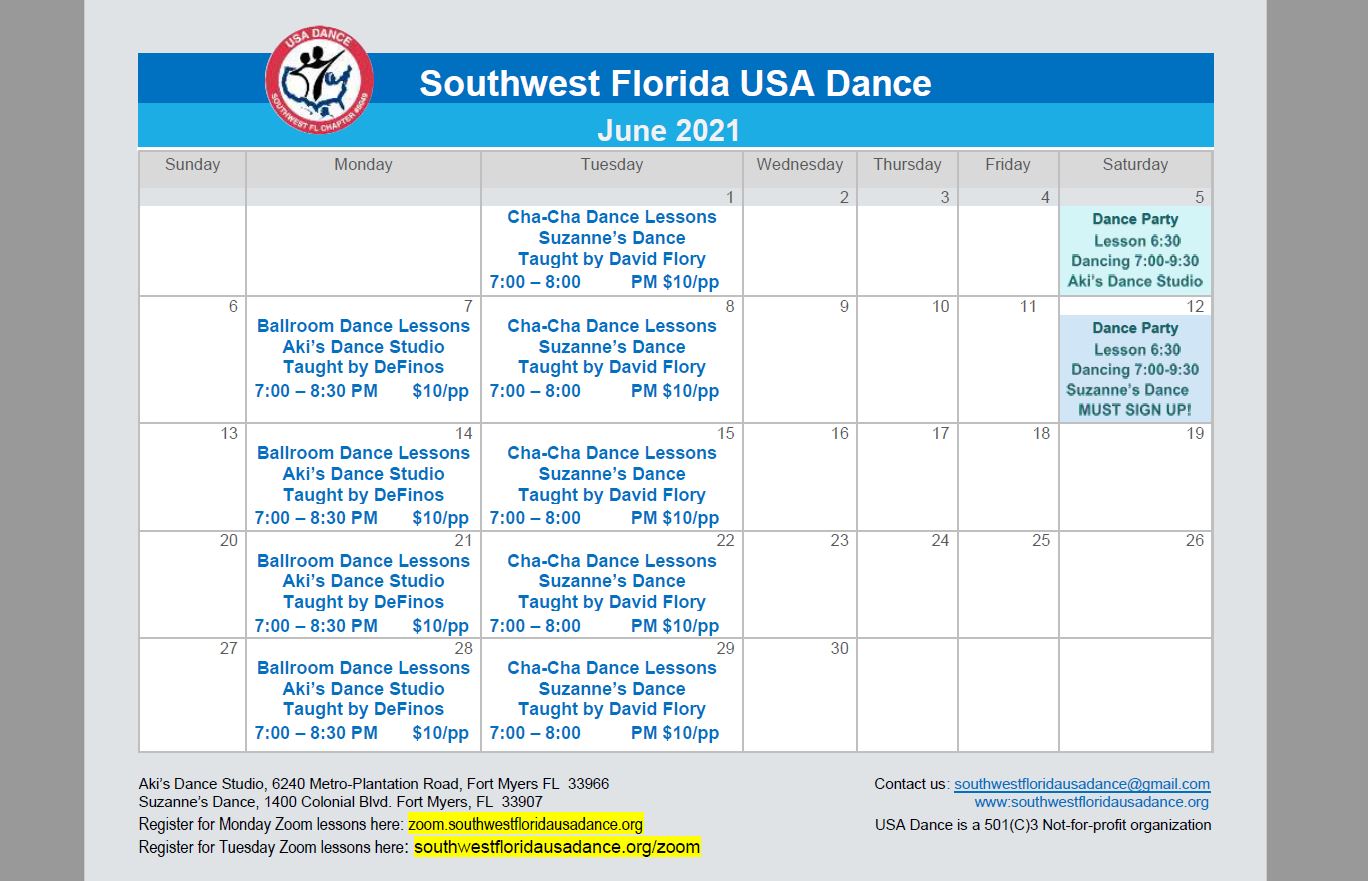 USA DANCE
SOUTHWEST FL CHAPTER #6049
Southwest Florida USA Dance
June 2021
Sunday Monday Tuesday Wednesday Thursday Friday Saturday
1 2 3 4 5
Cha-Cha Dance Lessons
Suzanne's Dance
Taught by David Flory
7:00 – 8:00 PM $10/pp
Dance Party
Lesson 6:30
Dancing 7:00-9:30
Aki's Dance Studio
6 7 8 9 10 11 12
Ballroom Dance Lessons
Aki's Dance Studio
Taught by DeFinos
7:00 – 8:30 PM $10/pp
Cha-Cha Dance Lessons
Suzanne's Dance
Taught by David Flory
7:00 – 8:00 PM $10/pp
Dance Party
Lesson 6:30
Dancing 7:00-9:30
Suzanne's Dance
MUST SIGN UP!
13 14 15 16 17 18 19
Ballroom Dance Lessons
Aki's Dance Studio
Taught by DeFinos
7:00 – 8:30 PM $10/pp
Cha-Cha Dance Lessons
Suzanne's Dance
Taught by David Flory
7:00 – 8:00 PM $10/pp
20 21 22 23 24 25 26
Ballroom Dance Lessons
Aki's Dance Studio
Taught by DeFinos
7:00 – 8:30 PM $10/pp
Cha-Cha Dance Lessons
Suzanne's Dance
Taught by David Flory
7:00 – 8:00 PM $10/pp
27 28 29 30
Ballroom Dance Lessons
Aki's Dance Studio
Taught by DeFinos
7:00 – 8:30 PM $10/pp
Cha-Cha Dance Lessons
Suzanne's Dance
Taught by David Flory
7:00 – 8:00 PM $10/pp
Aki's Dance Studio, 6240 Metro-Plantation Road, Fort Myers FL 33966
Suzanne's Dance, 1400 Colonial Blvd. Fort Myers, FL 33907
Register for Monday Zoom lessons here: zoom.southwestfloridausadance.org
Register for Tuesday Zoom lessons here: southwestfloridausadance.org/zoom
Contact us: southwestfloridausadance@gmail.com
www:southwestfloridausadance.org
USA Dance is a 501(C)3 Not-for-profit organization